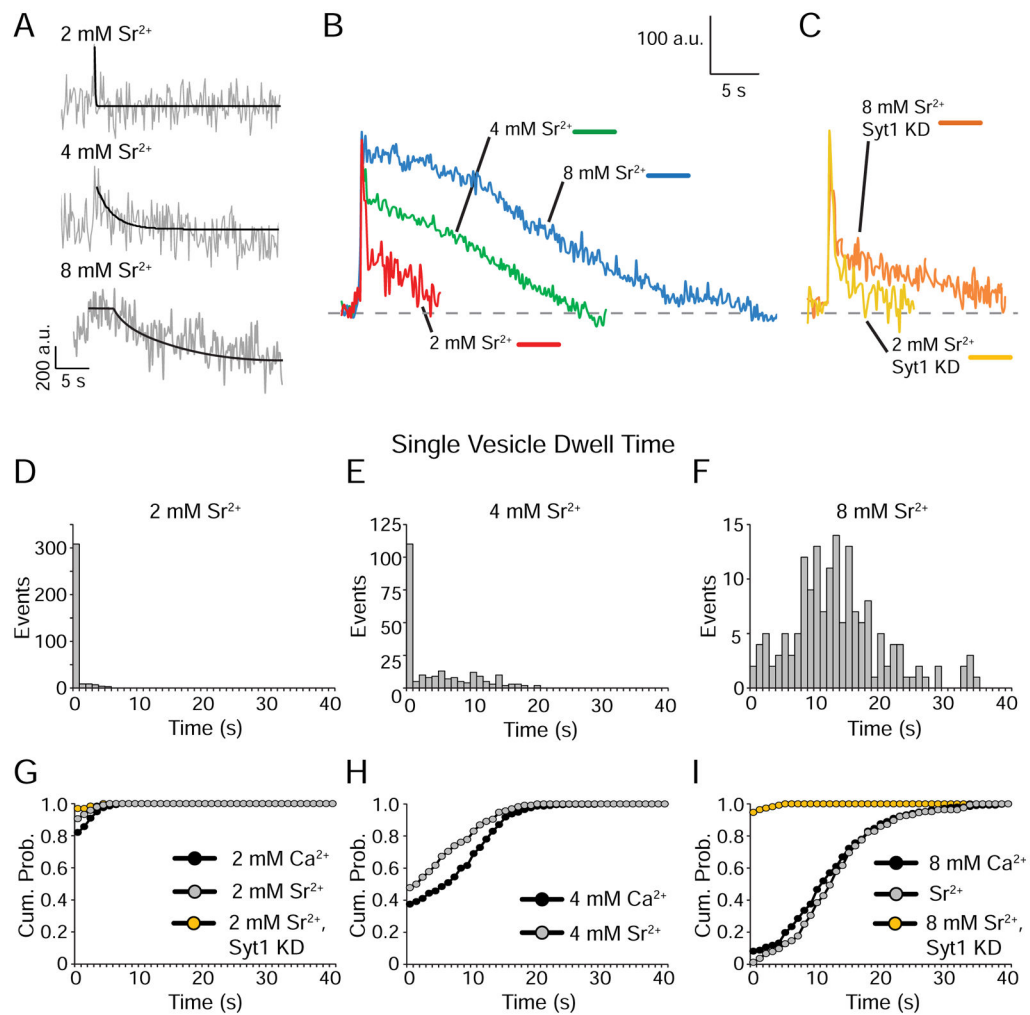 A
2 mM Sr²⁺
4 mM Sr²⁺
8 mM Sr²⁺
200 a.u.
5 s
B
100 a.u.
5 s
4 mM Sr²⁺
8 mM Sr²⁺
2 mM Sr²⁺
C
8 mM Sr²⁺
Syt1 KD
2 mM Sr²⁺
Syt1 KD
Single Vesicle Dwell Time
D
2 mM Sr²⁺
Events
300
200
100
0
0 10 20 30 40
Time (s)
E
4 mM Sr²⁺
Events
125
100
75
50
25
0
0 10 20 30 40
Time (s)
F
8 mM Sr²⁺
Events
15
10
5
0
0 10 20 30 40
Time (s)
G
Cum. Prob.
1.0
0.8
0.6
0.4
0.2
0
0 10 20 30 40
Time (s)
2 mM Ca²⁺
2 mM Sr²⁺
2 mM Sr²⁺,
Syt1 KD
H
Cum. Prob.
1.0
0.8
0.6
0.4
0.2
0
0 10 20 30 40
Time (s)
4 mM Ca²⁺
4 mM Sr²⁺
I
Cum. Prob.
1.0
0.8
0.6
0.4
0.2
0
0 10 20 30 40
Time (s)
8 mM Ca²⁺
Sr²⁺
8 mM Sr²⁺,
Syt1 KD